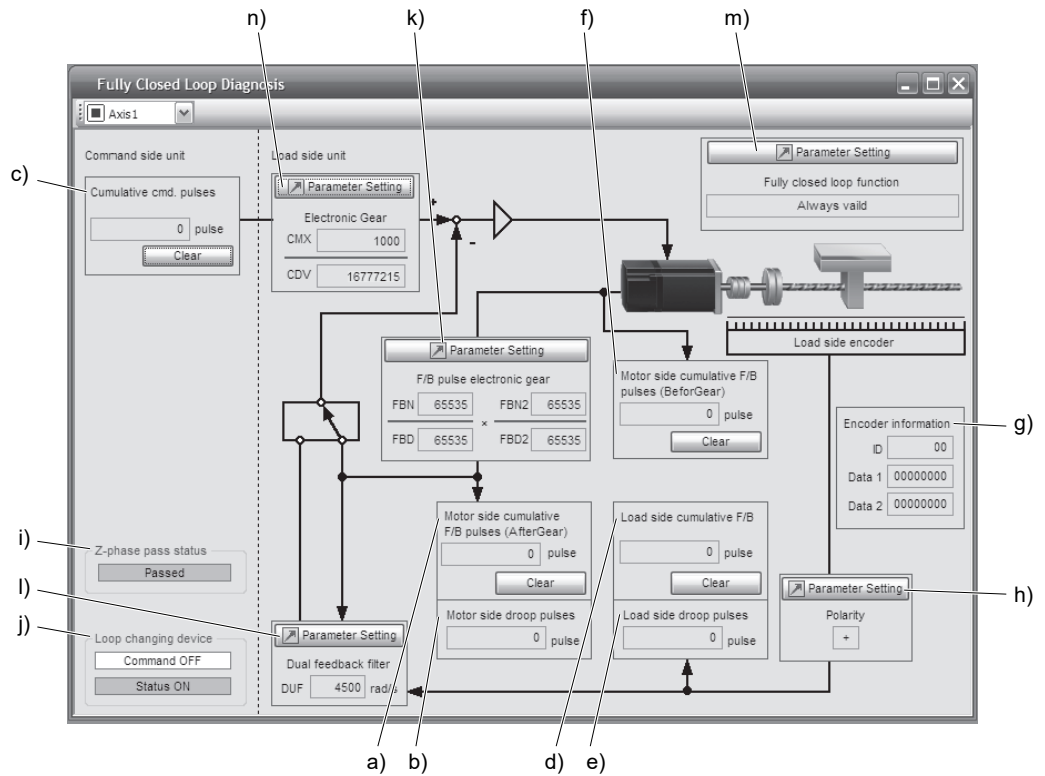 n)
k)
f)
m)
Fully Closed Loop Diagnosis
Axis1
Command side unit
Load side unit
c)
Cumulative cmd. pulses
0 pulse
Clear
Parameter Setting
Electronic Gear
CMX 1000
CDV 16777215
+
-
Parameter Setting
Fully closed loop function
Always vaild
Load side encoder
Parameter Setting
F/B pulse electronic gear
FBN 65535 FBN2 65535
×
FBD 65535 FBD2 65535
Motor side cumulative F/B
pulses (BeforGear)
0 pulse
Clear
Encoder information
g)
ID 00
Data 1 00000000
Data 2 00000000
Motor side cumulative
F/B pulses (AfterGear)
0 pulse
Clear
Motor side droop pulses
0 pulse
Load side cumulative F/B
0 pulse
Clear
Load side droop pulses
0 pulse
i)
Z-phase pass status
Passed
l)
j)
Loop changing device
Command OFF
Status ON
Parameter Setting
Dual feedback filter
DUF 4500 rad/s
Parameter Setting
h)
Polarity
+
a)
b)
d)
e)